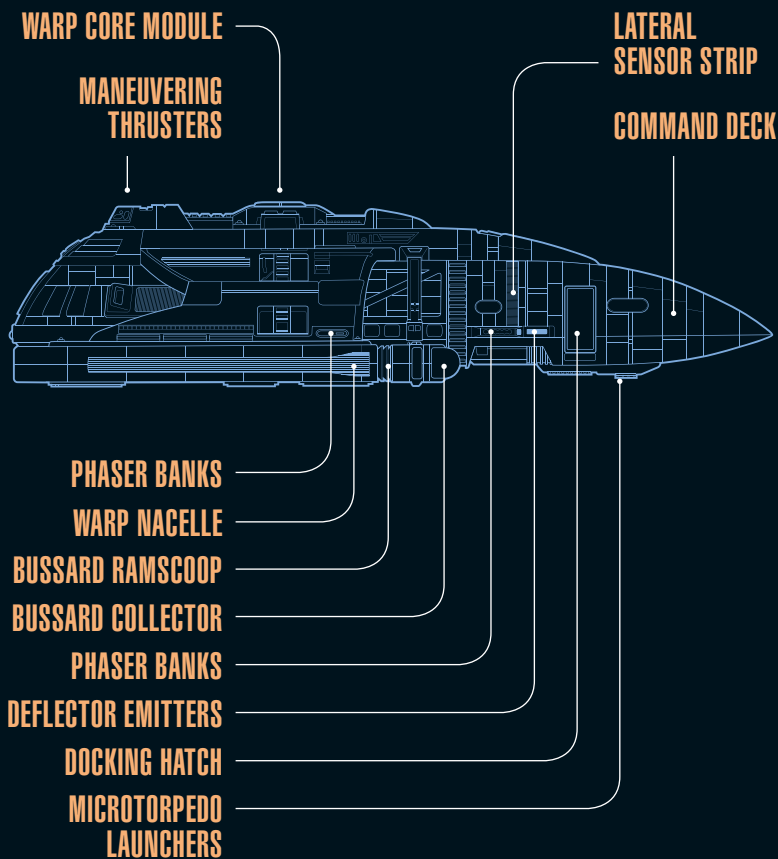 WARP CORE MODULE
MANEUVERING
THRUSTERS
LATERAL
SENSOR STRIP
COMMAND DECK
PHASER BANKS
WARP NACELLE
BUSSARD RAMSCOOP
BUSSARD COLLECTOR
PHASER BANKS
DEFLECTOR EMITTERS
DOCKING HATCH
MICROTORPEDO
LAUNCHERS